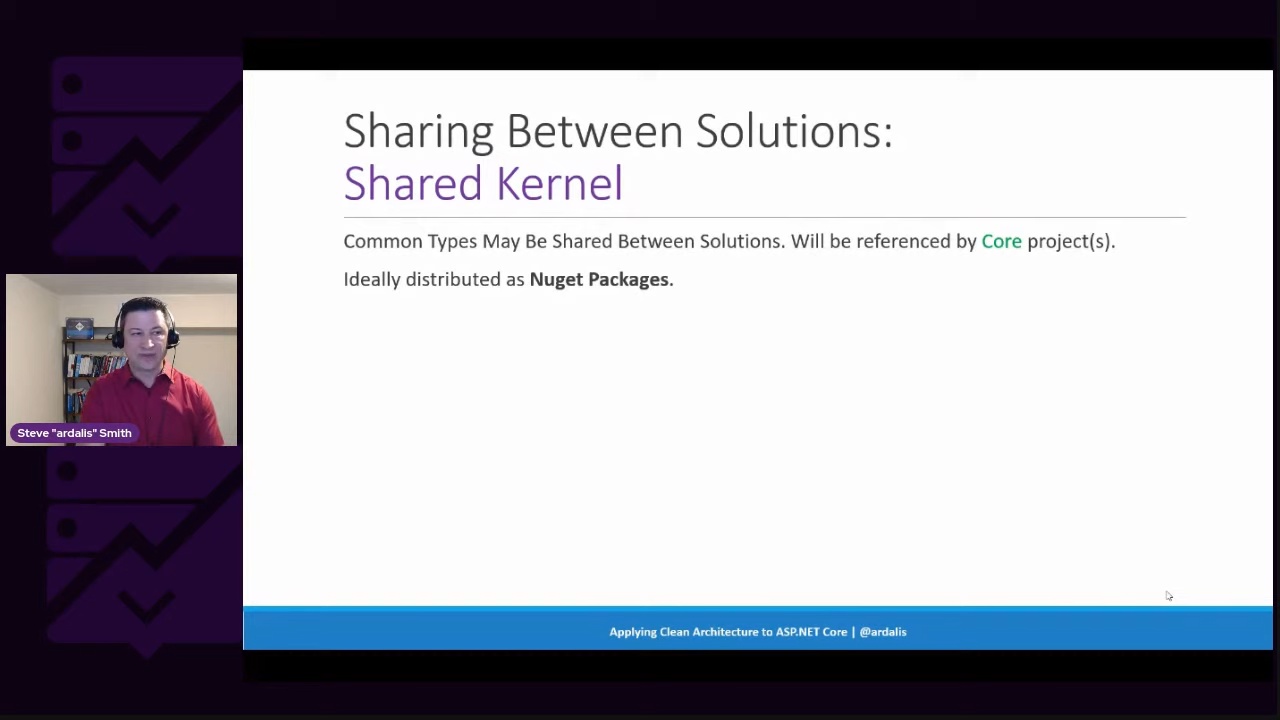 Sharing Between Solutions:
Shared Kernel
Common Types May Be Shared Between Solutions. Will be referenced by Core project(s).
Ideally distributed as Nuget Packages.
Steve "ardalis" Smith
Applying Clean Architecture to ASP.NET Core | @ardalis